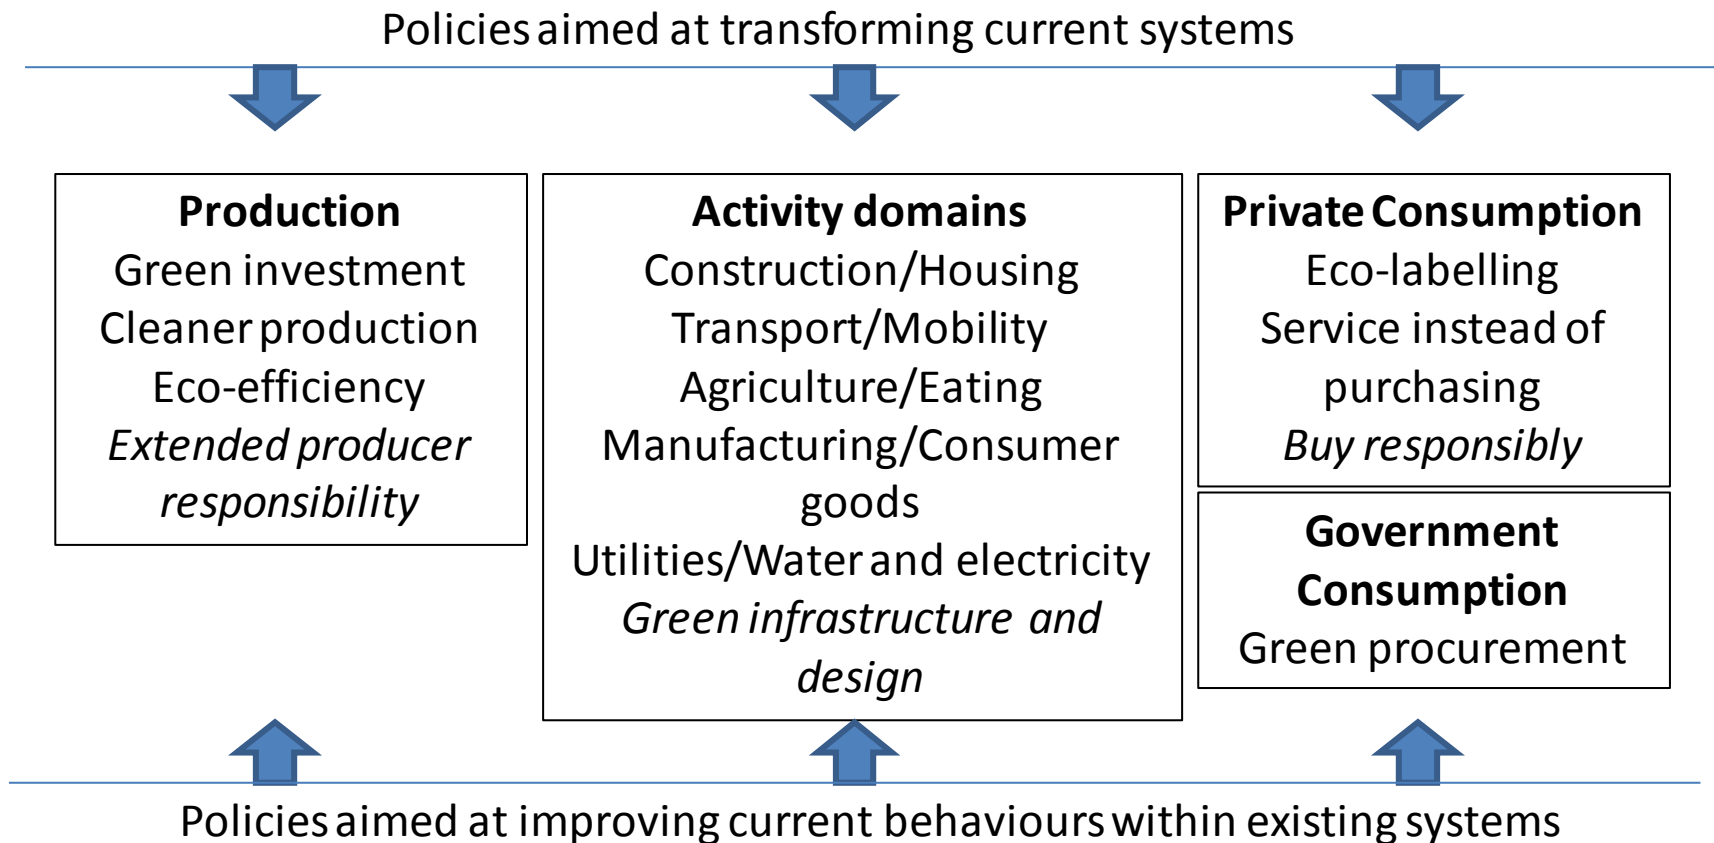 Policies aimed at transforming current systems
Production
Green investment
Cleaner production
Eco-efficiency
Extended producer
responsibility
Activity domains
Construction/Housing
Transport/Mobility
Agriculture/Eating
Manufacturing/Consumer
goods
Utilities/Water and electricity
Green infrastructure and
design
Private Consumption
Eco-labelling
Service instead of
purchasing
Buy responsibly
Government
Consumption
Green procurement
Policies aimed at improving current behaviours within existing systems